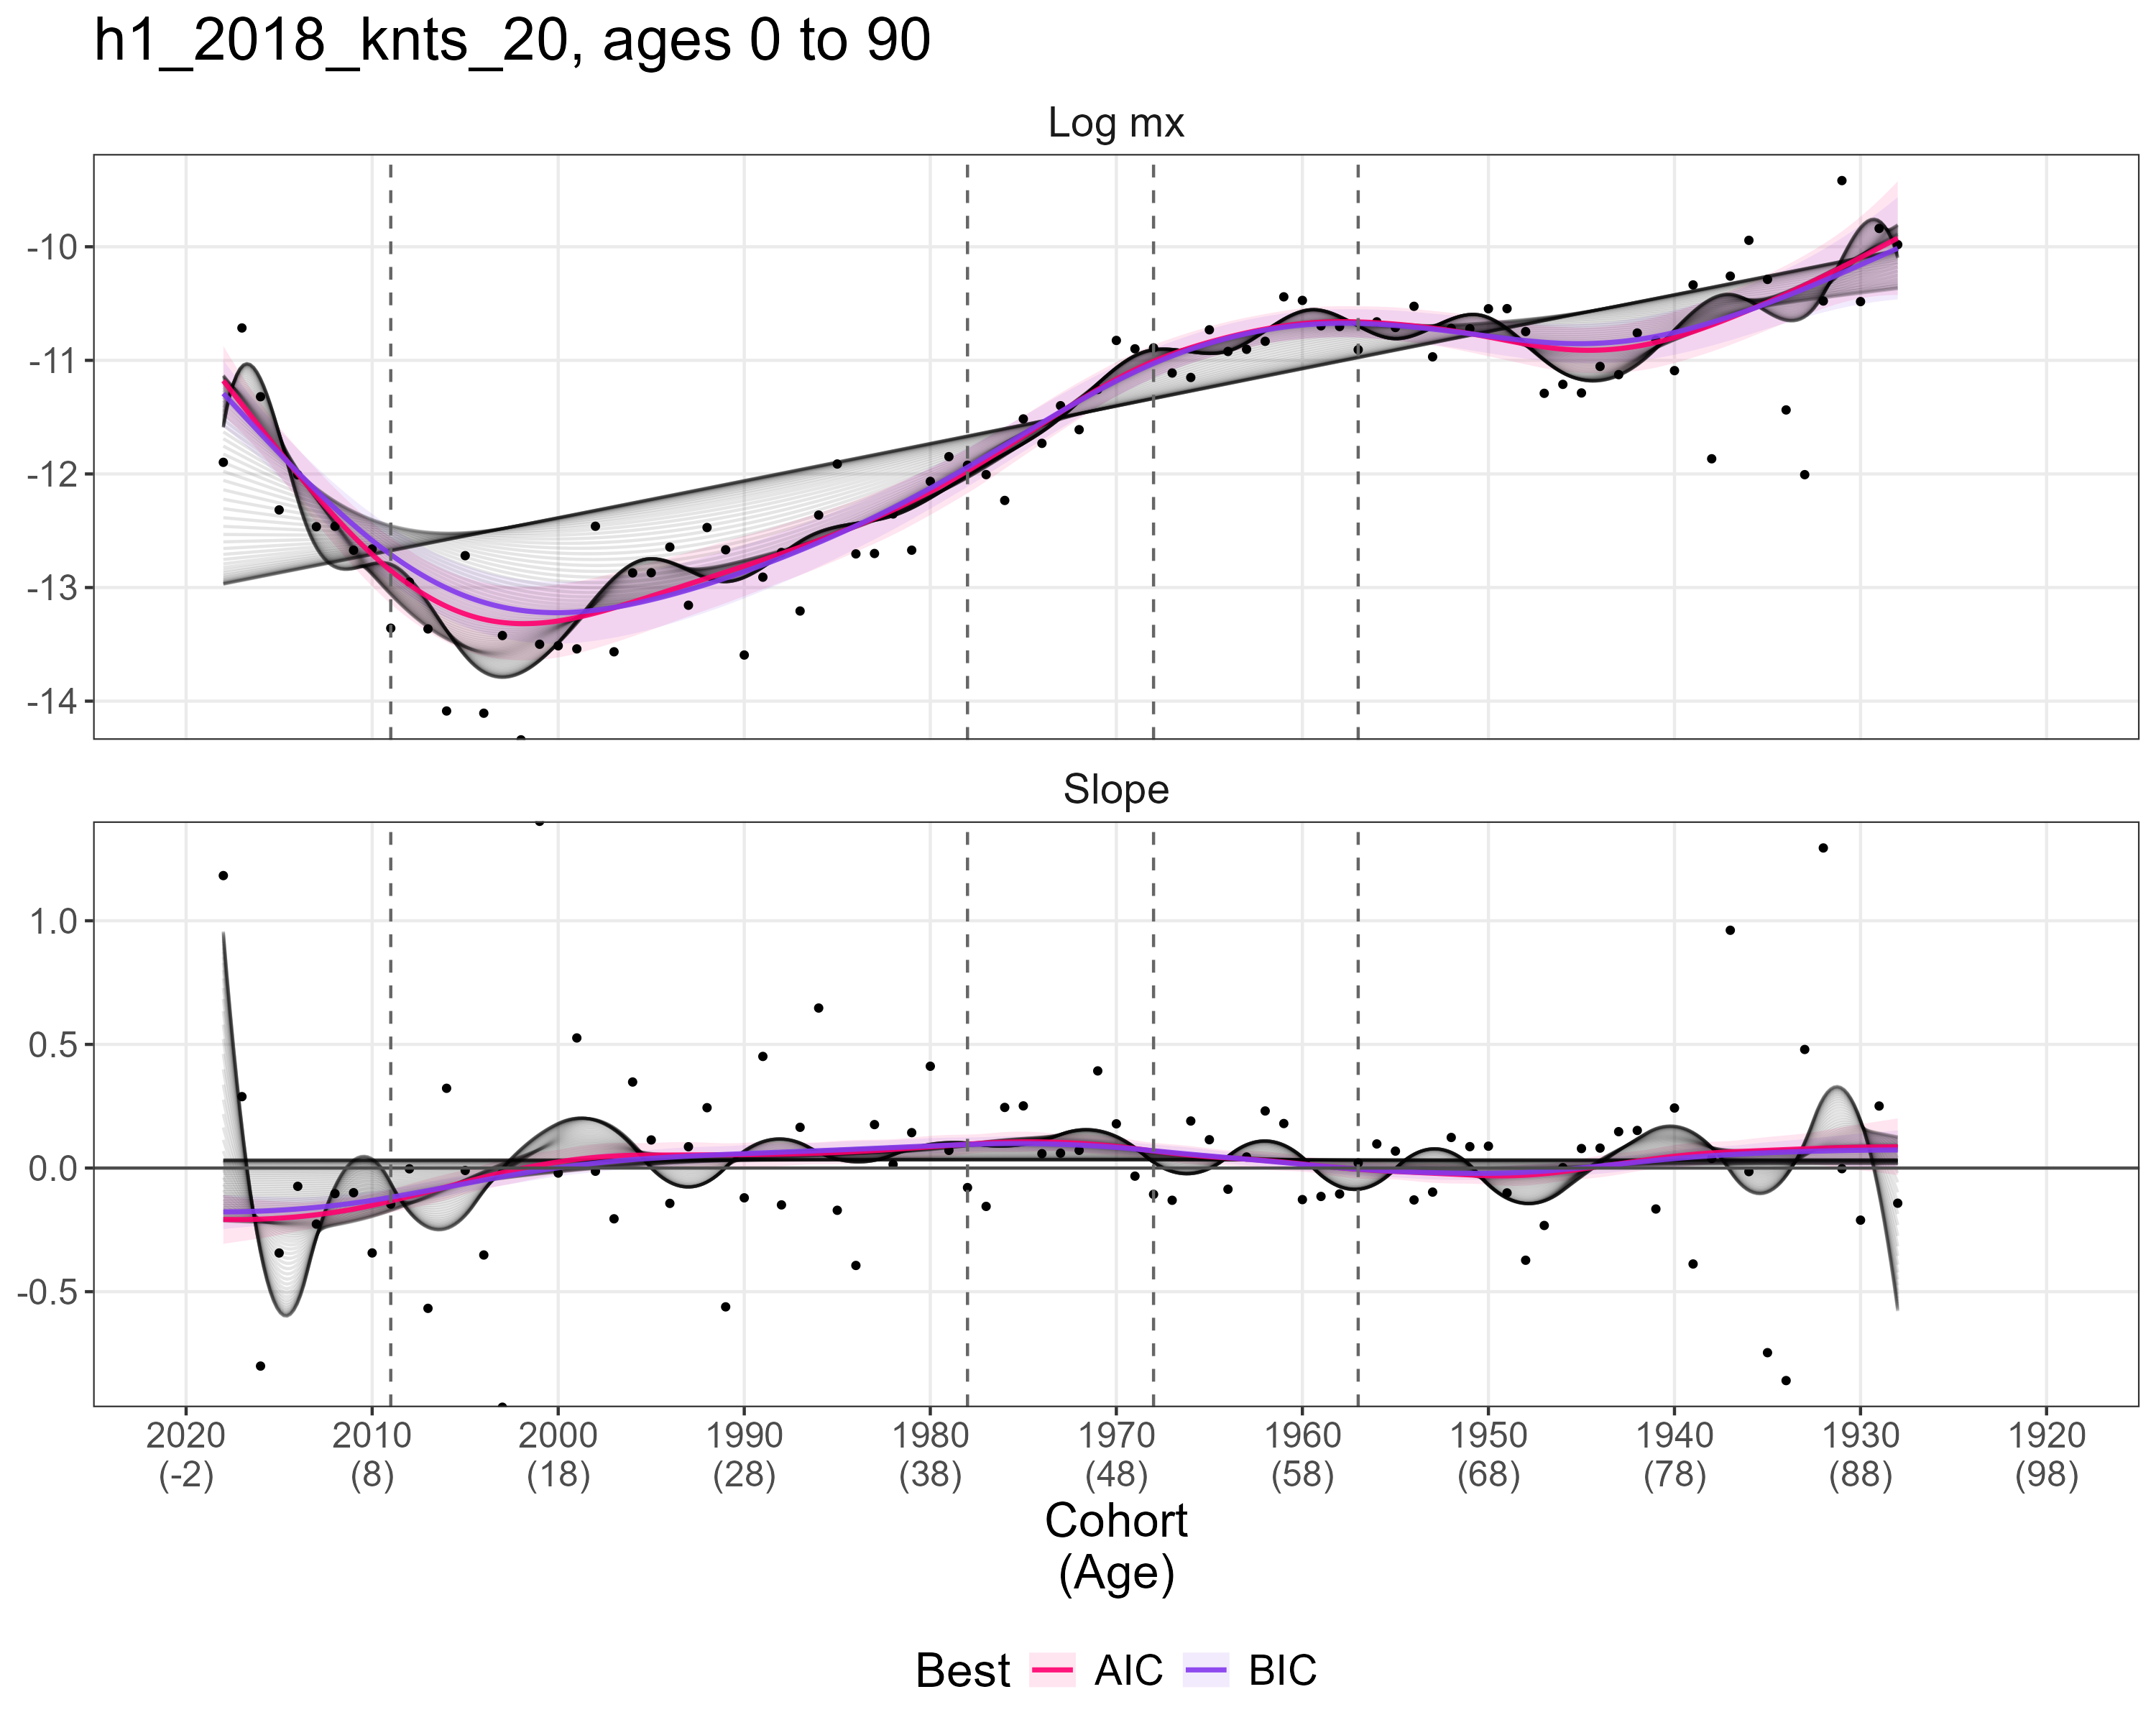 h1_2018_knts_20, ages 0 to 90
Log mx
-10
-11
-12
-13
-14
Slope
1.0
0.5
0.0
-0.5
2020 2010 2000 1990 1980 1970 1960 1950 1940 1930 1920
(-2) (8) (18) (28) (38) (48) (58) (68) (78) (88) (98)
Cohort
(Age)
Best AIC BIC